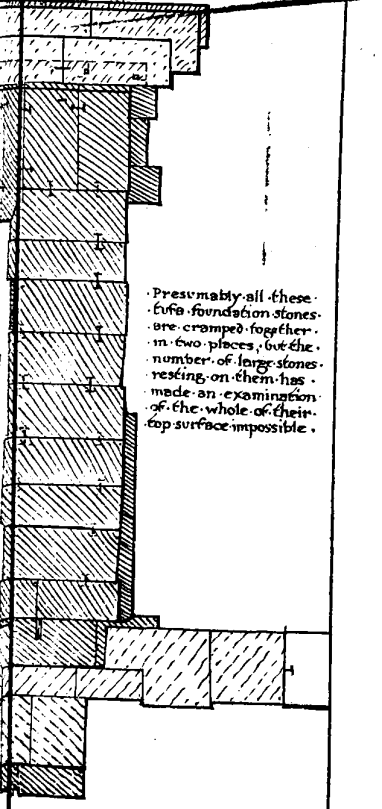 ·Presumably·all·these·
·tufa·foundation·stones·
·are·cramped·together·
·in·two·places,·but·the·
·number·of·large·stones·
resting·on·them·has·
made·an·examination
·of·the·whole·of·their·
·top·surface·impossible·